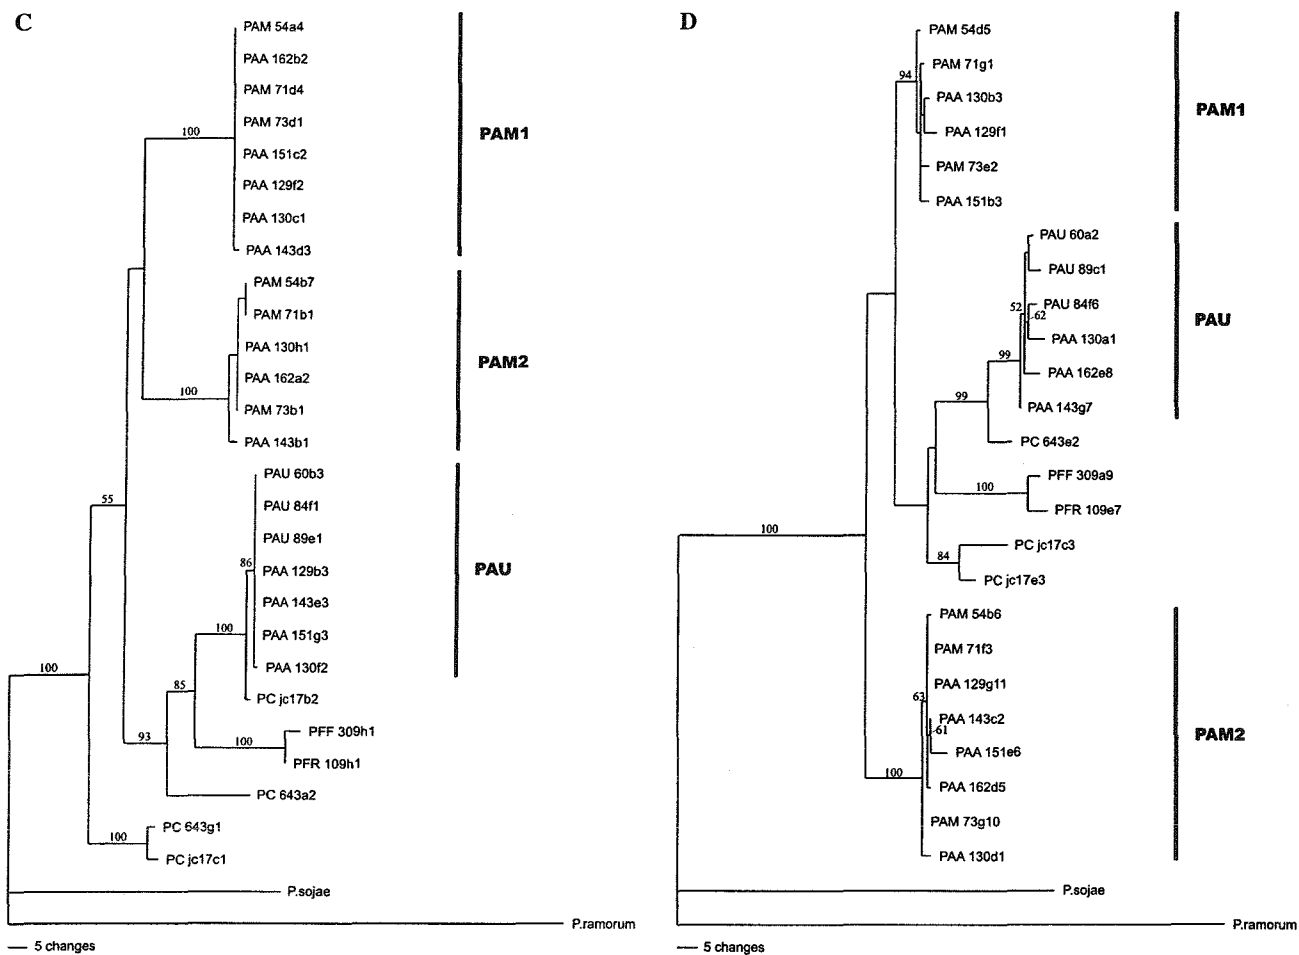 C
PAM 54a4
PAA 162b2
PAM 71d4
PAM 73d1
100
PAM1
PAA 151c2
PAA 129f2
PAA 130c1
PAA 143d3
PAM 54b7
PAM 71b1
PAA 130h1
PAM2
PAA 162a2
100
PAM 73b1
PAA 143b1
PAU 60b3
55
PAU 84f1
PAU 89e1
86
PAA 129b3
PAU
PAA 143e3
100
PAA 151g3
100
PAA 130f2
85
PC jc17b2
93
PFF 309h1
100
PFR 109h1
PC 643a2
PC 643g1
100
PC jc17c1
P.sojae
P.ramorum
5 changes
D
PAM 54d5
PAM 71g1
94
PAA 130b3
PAM1
PAA 129f1
PAM 73e2
PAA 151b3
PAU 60a2
PAU 89c1
PAU 84f6
52
62
PAU
PAA 130a1
99
PAA 162e8
99
PAA 143g7
PC 643e2
PFF 309a9
100
PFR 109e7
100
PC jc17c3
84
PC jc17e3
PAM 54b6
PAM 71f3
PAA 129g11
63
PAA 143c2
61
PAM2
PAA 151e6
100
PAA 162d5
PAM 73g10
PAA 130d1
P.sojae
P.ramorum
5 changes